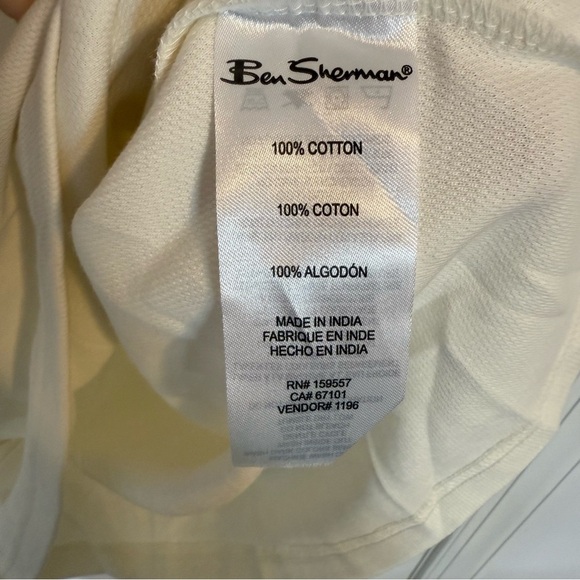 Ben Sherman®
100% COTTON
100% COTON
100% ALGODÓN
MADE IN INDIA
FABRIQUE EN INDE
HECHO EN INDIA
RN# 159557
CA# 67101
VENDOR# 1196